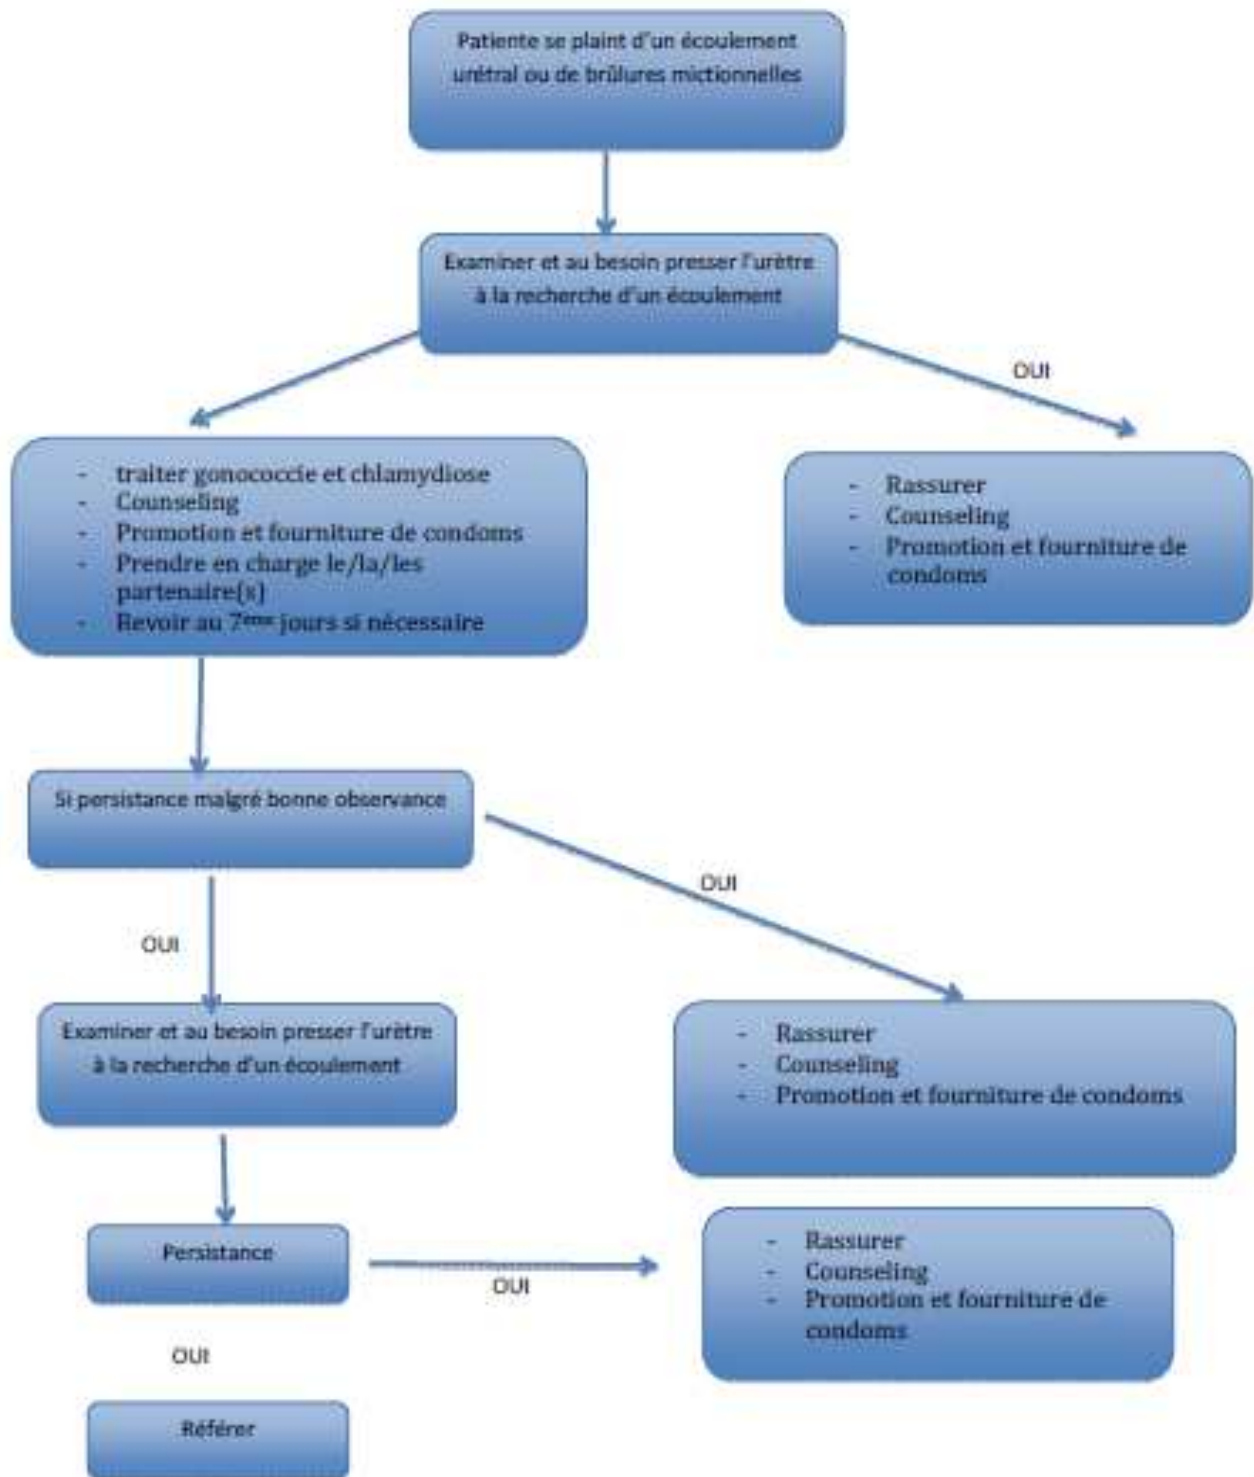 Patiente se plaint d'un écoulement
urétral ou de brûlures mictionnelles
Examiner et au besoin presser l'urètre
à la recherche d'un écoulement
OUI
- traiter gonococcie et chlamydiose
- Counseling
- Promotion et fourniture de condoms
- Prendre en charge le/la/les
partenaire(s)
- Revoir au 7ème jours si nécessaire
- Rassurer
- Counseling
- Promotion et fourniture de
condoms
Si persistance malgré bonne observance
OUI
OUI
Examiner et au besoin presser l'urètre
à la recherche d'un écoulement
- Rassurer
- Counseling
- Promotion et fourniture de condoms
Persistance
OUI
- Rassurer
- Counseling
- Promotion et fourniture de
condoms
OUI
Référer